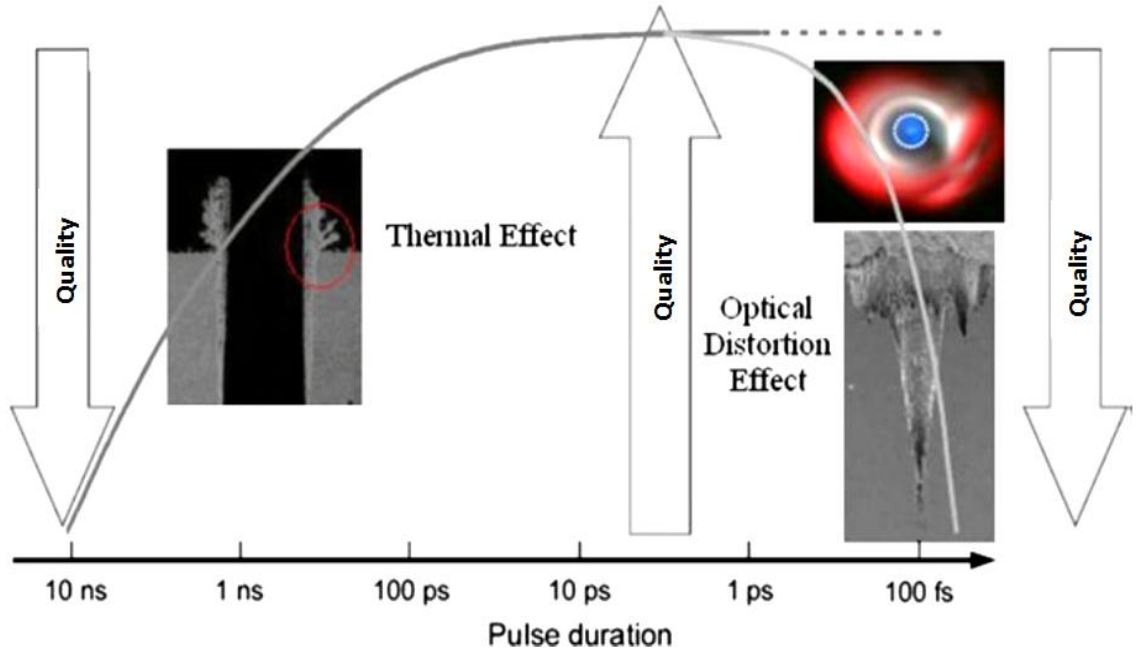 Quality
Thermal Effect
Quality
Optical
Distortion
Effect
Quality
10 ns
1 ns
100 ps
10 ps
1 ps
100 fs
Pulse duration